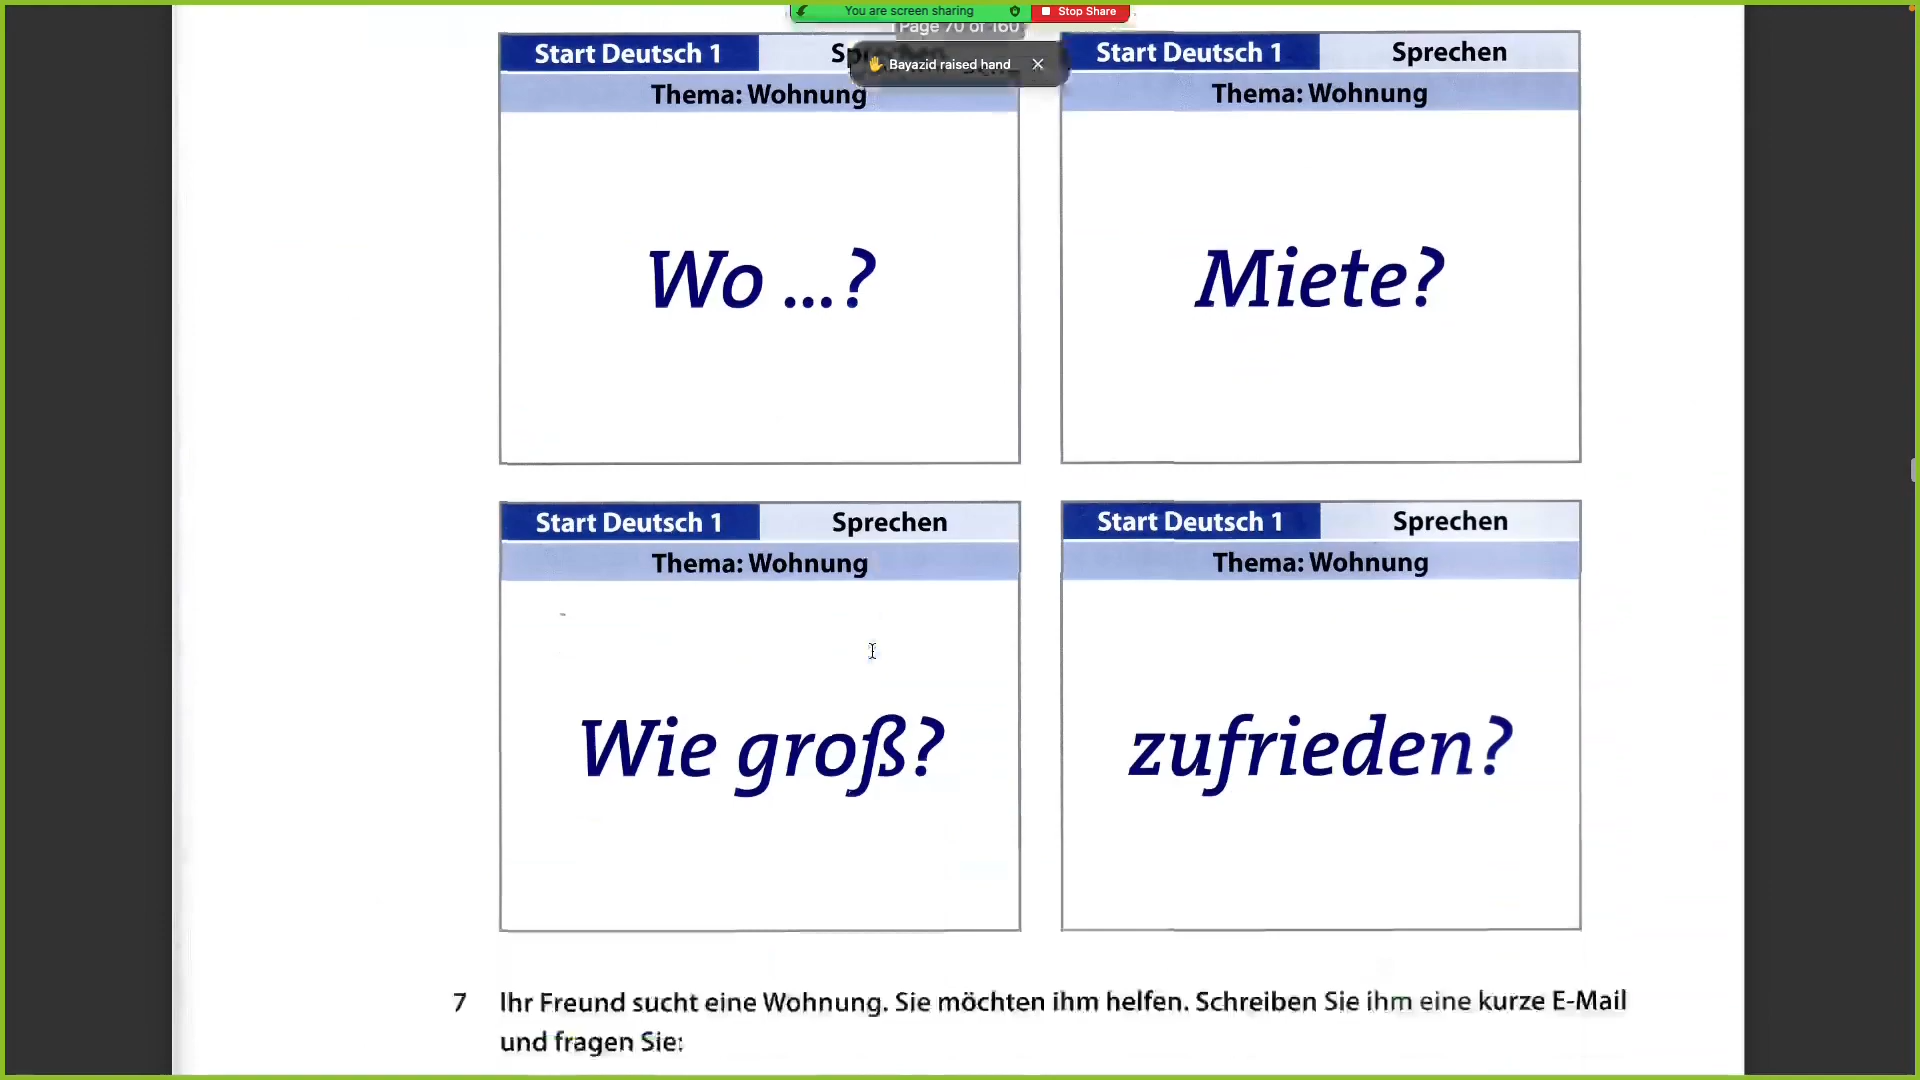 You are screen sharing
Stop Share
Page 70 of 160
Bayazid raised hand
Start Deutsch 1
Thema: Wohnung
Wo ...?
Start Deutsch 1 Sprechen
Thema: Wohnung
Miete?
Start Deutsch 1 Sprechen
Thema: Wohnung
Wie groß?
Start Deutsch 1 Sprechen
Thema: Wohnung
zufrieden?
7 Ihr Freund sucht eine Wohnung. Sie möchten ihm helfen. Schreiben Sie ihm eine kurze E-Mail
und fragen Sie: